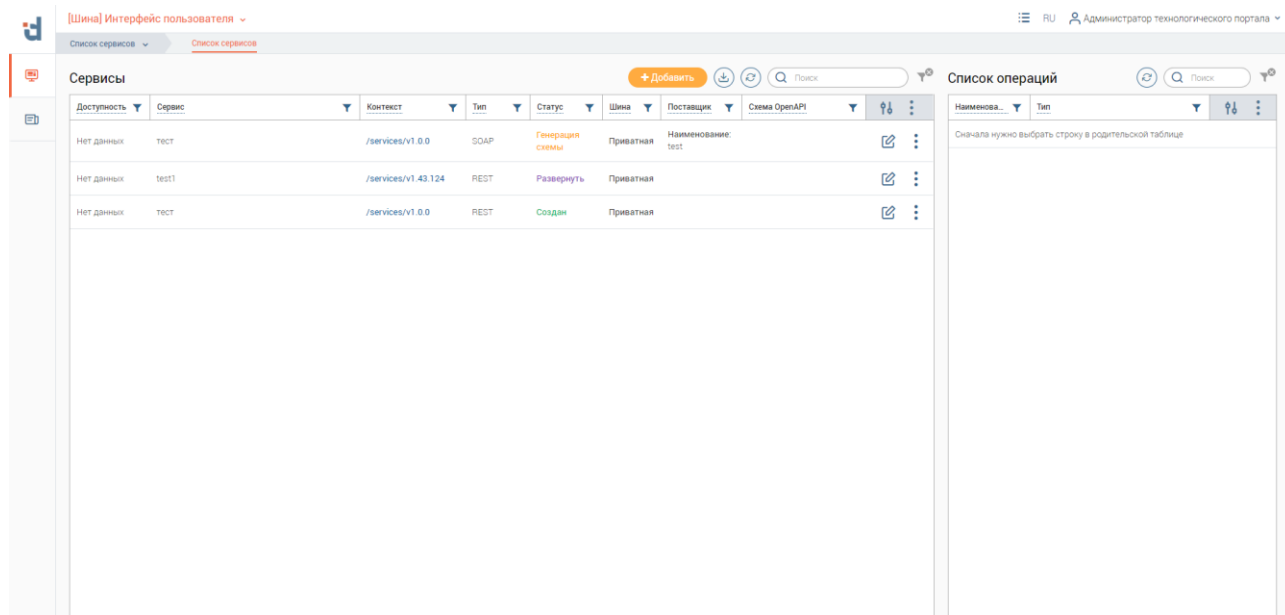 [Шина] Интерфейс пользователя
RU Администратор технологического портала
Список сервисов Список сервисов
Сервисы +Добавить Поиск
Доступность Сервис Контекст Тип Статус Шина Поставщик Схема OpenAPI
Нет данных тест /services/v1.0.0 SOAP Генерация схемы Приватная Наименование: test
Нет данных test1 /services/v1.43.124 REST Развернуть Приватная
Нет данных тест /services/v1.0.0 REST Создан Приватная
Список операций Поиск
Наименова... Тип
Сначала нужно выбрать строку в родительской таблице